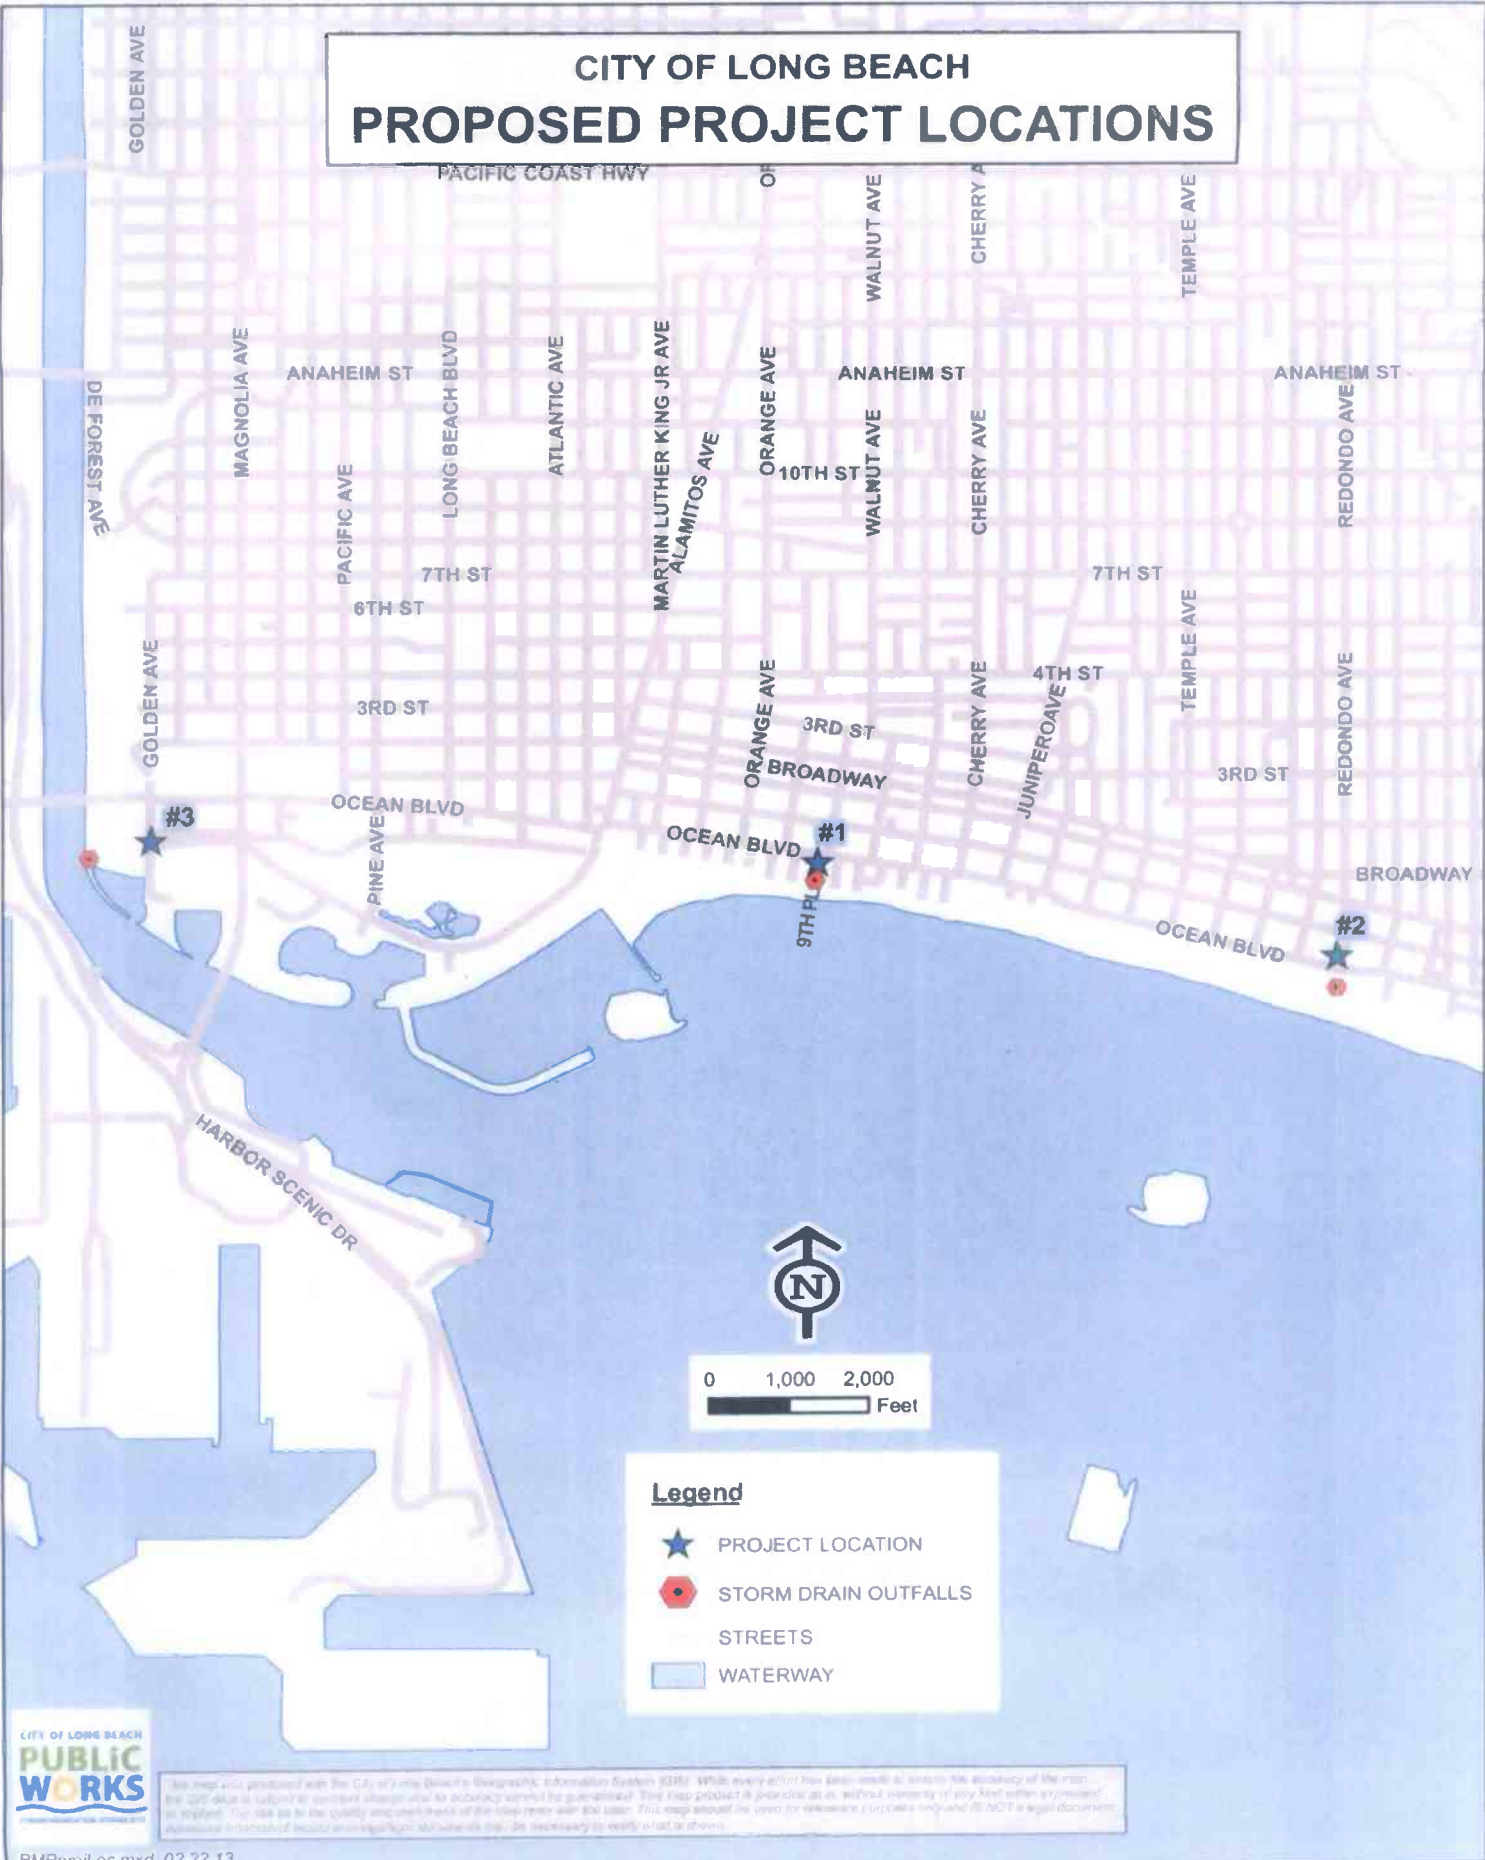 CITY OF LONG BEACH
PROPOSED PROJECT LOCATIONS
GOLDEN AVE
PACIFIC COAST HWY
OR
WALNUT AVE
CHERRY A
TEMPLE AVE
DE FOREST AVE
MAGNOLIA AVE
ANAHEIM ST
LONG BEACH BLVD
ATLANTIC AVE
MARTIN LUTHER KING JR AVE
ALAMITOS AVE
ORANGE AVE
ANAHEIM ST
10TH ST
WALNUT AVE
CHERRY AVE
ANAHEIM ST
REDONDO AVE
PACIFIC AVE
7TH ST
6TH ST
7TH ST
TEMPLE AVE
GOLDEN AVE
3RD ST
ORANGE AVE
3RD ST
BROADWAY
CHERRY AVE
4TH ST
JUNIPEROAVE
3RD ST
REDONDO AVE
#3
OCEAN BLVD
PINE AVE
OCEAN BLVD
#1
9TH PL
BROADWAY
OCEAN BLVD
#2
HARBOR SCENIC DR
N
0 1,000 2,000
Feet
Legend
PROJECT LOCATION
STORM DRAIN OUTFALLS
STREETS
WATERWAY
CITY OF LONG BEACH
PUBLIC
WORKS